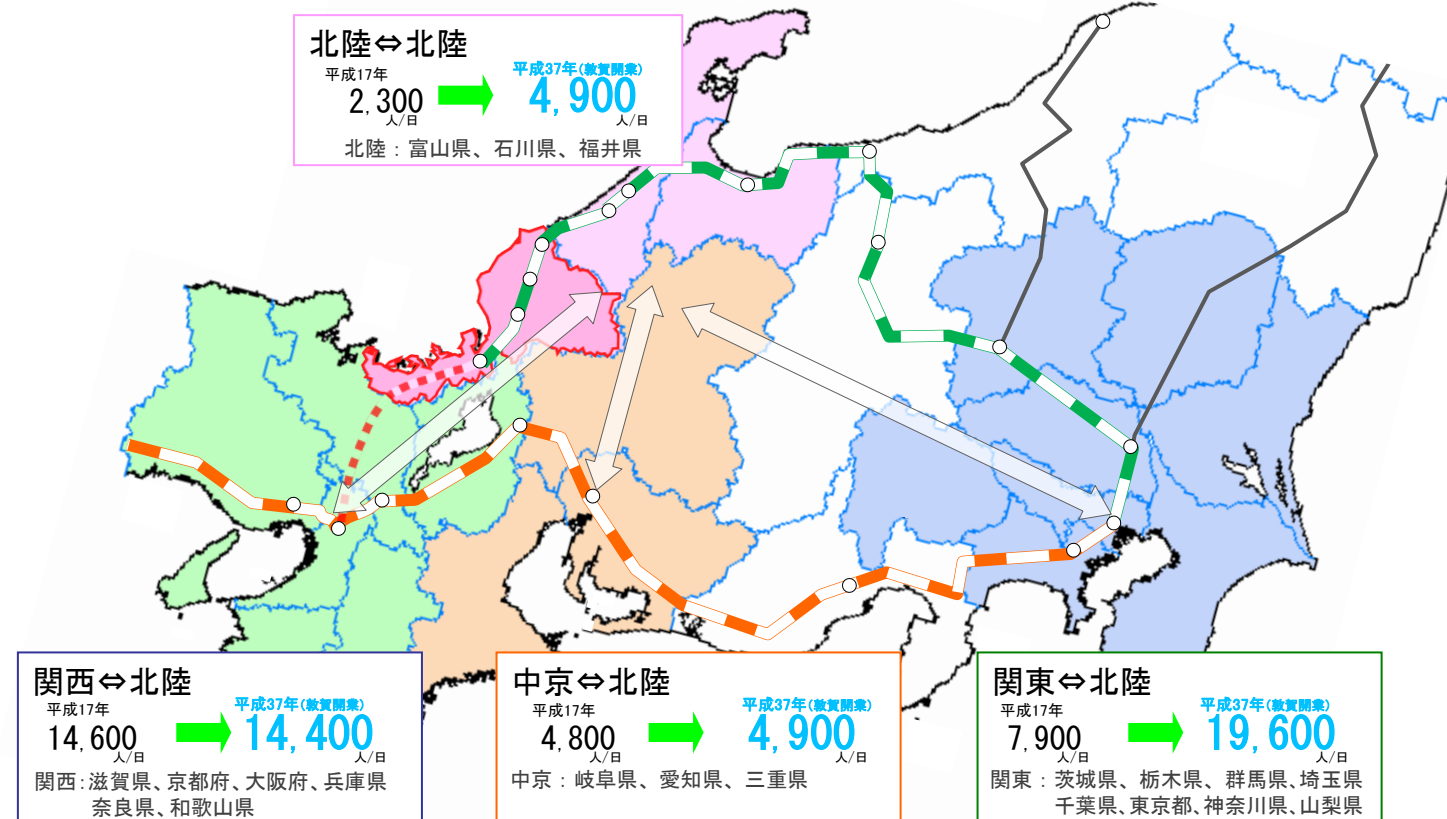 北陸⇔北陸
平成17年
平成37年(敦賀開業)
2,300
4,900
人/日
人/日
北陸：富山県、石川県、福井県
関西⇔北陸
平成17年
平成37年(敦賀開業)
14,600
14,400
人/日
人/日
関西：滋賀県、京都府、大阪府、兵庫県
奈良県、和歌山県
中京⇔北陸
平成17年
平成37年(敦賀開業)
4,800
4,900
人/日
人/日
中京：岐阜県、愛知県、三重県
関東⇔北陸
平成17年
平成37年(敦賀開業)
7,900
19,600
人/日
人/日
関東：茨城県、栃木県、群馬県、埼玉県
千葉県、東京都、神奈川県、山梨県